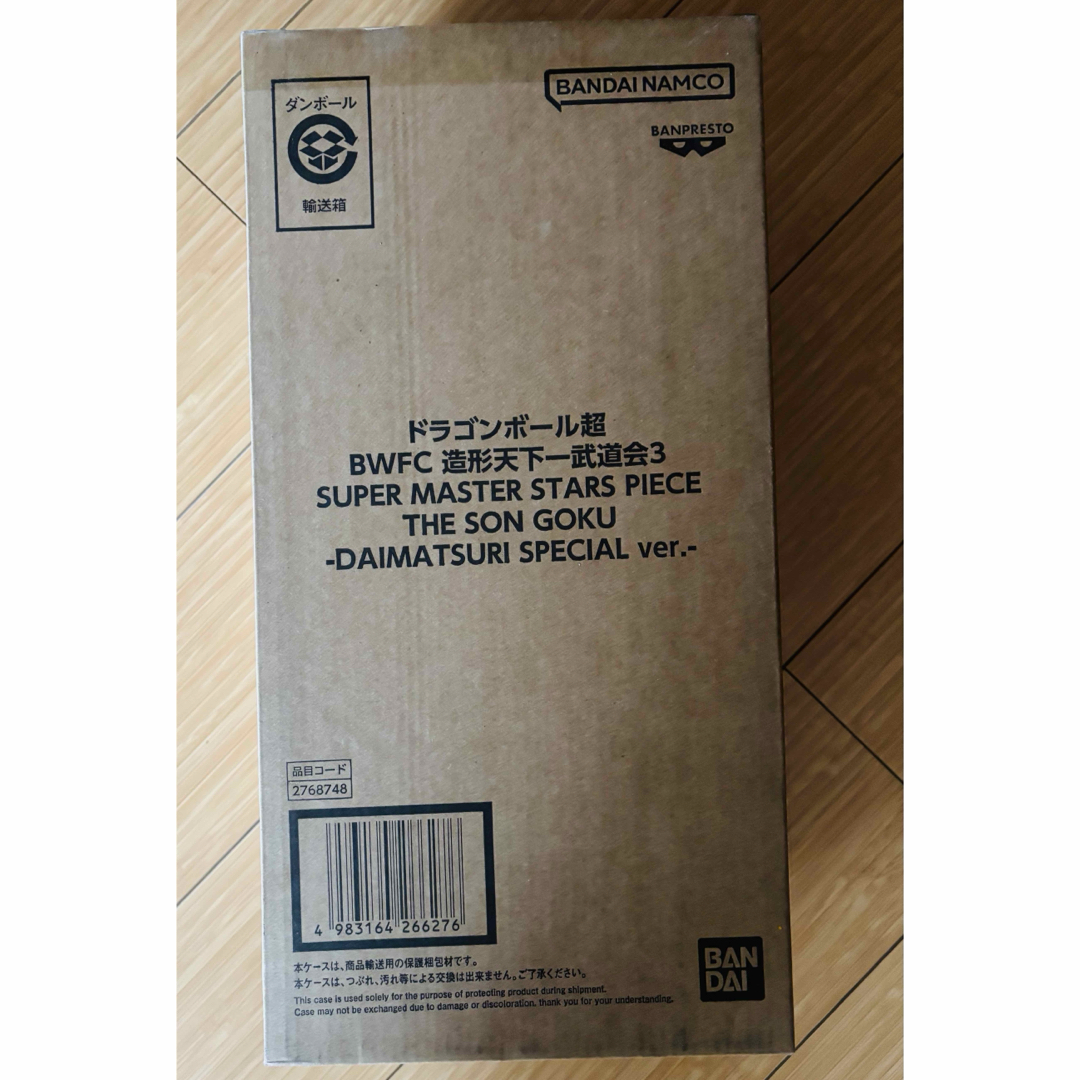 ダンボール
輸送箱
BANDAI NAMCO
BANPRESTO
ドラゴンボール超
BWFC 造形天下一武道会3
SUPER MASTER STARS PIECE
THE SON GOKU
-DAIMATSURI SPECIAL ver.-
品目コード
2768748
4 983164 266276
本ケースは、商品輸送用の保護梱包材です。
本ケースは、つぶれ、汚れ等による交換は出来ません。ご了承ください。
This case is used solely for the purpose of protecting product during shipment.
Case may not be exchanged due to damage or discoloration. thank you for your understanding.
BAN
DAI